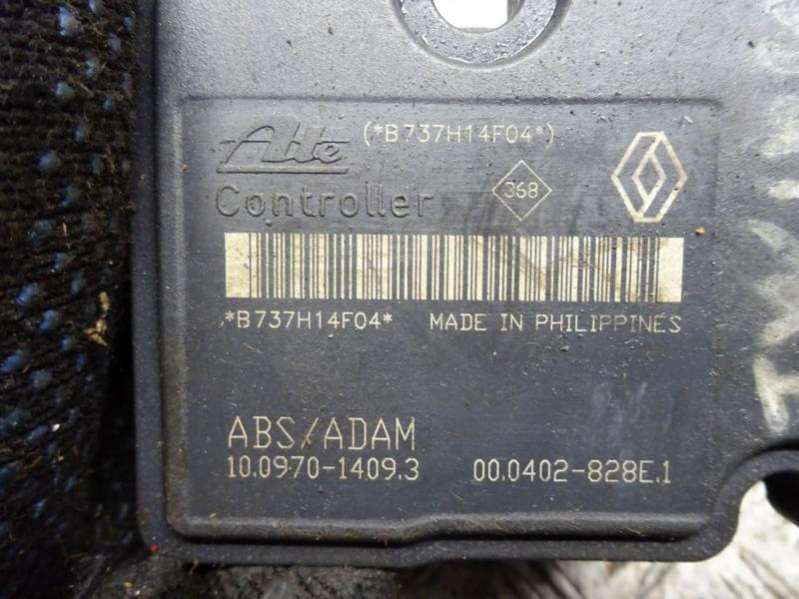 Ate (*B737H14F04*)
Controller 368
*B737H14F04* MADE IN PHILIPPINES
ABS/ADAM
10.0970-1409.3 00.0402-828E.1